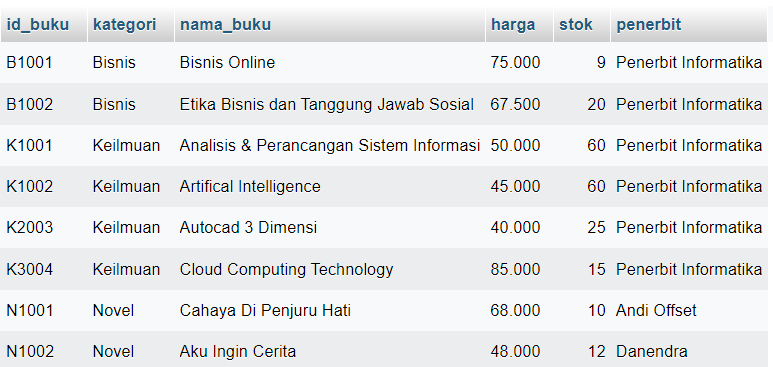 id_buku kategori nama_buku harga stok penerbit
B1001 Bisnis Bisnis Online 75.000 9 Penerbit Informatika
B1002 Bisnis Etika Bisnis dan Tanggung Jawab Sosial 67.500 20 Penerbit Informatika
K1001 Keilmuan Analisis & Perancangan Sistem Informasi 50.000 60 Penerbit Informatika
K1002 Keilmuan Artifical Intelligence 45.000 60 Penerbit Informatika
K2003 Keilmuan Autocad 3 Dimensi 40.000 25 Penerbit Informatika
K3004 Keilmuan Cloud Computing Technology 85.000 15 Penerbit Informatika
N1001 Novel Cahaya Di Penjuru Hati 68.000 10 Andi Offset
N1002 Novel Aku Ingin Cerita 48.000 12 Danendra